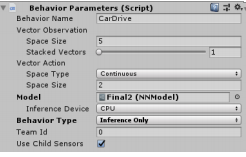 Behavior Parameters (Script)
Behavior Name CarDrive
Vector Observation
Space Size 5
Stacked Vectors 1
Vector Action
Space Type Continuous
Space Size 2
Model Final2 (NNModel)
Inference Device CPU
Behavior Type Inference Only
Team Id 0
Use Child Sensors